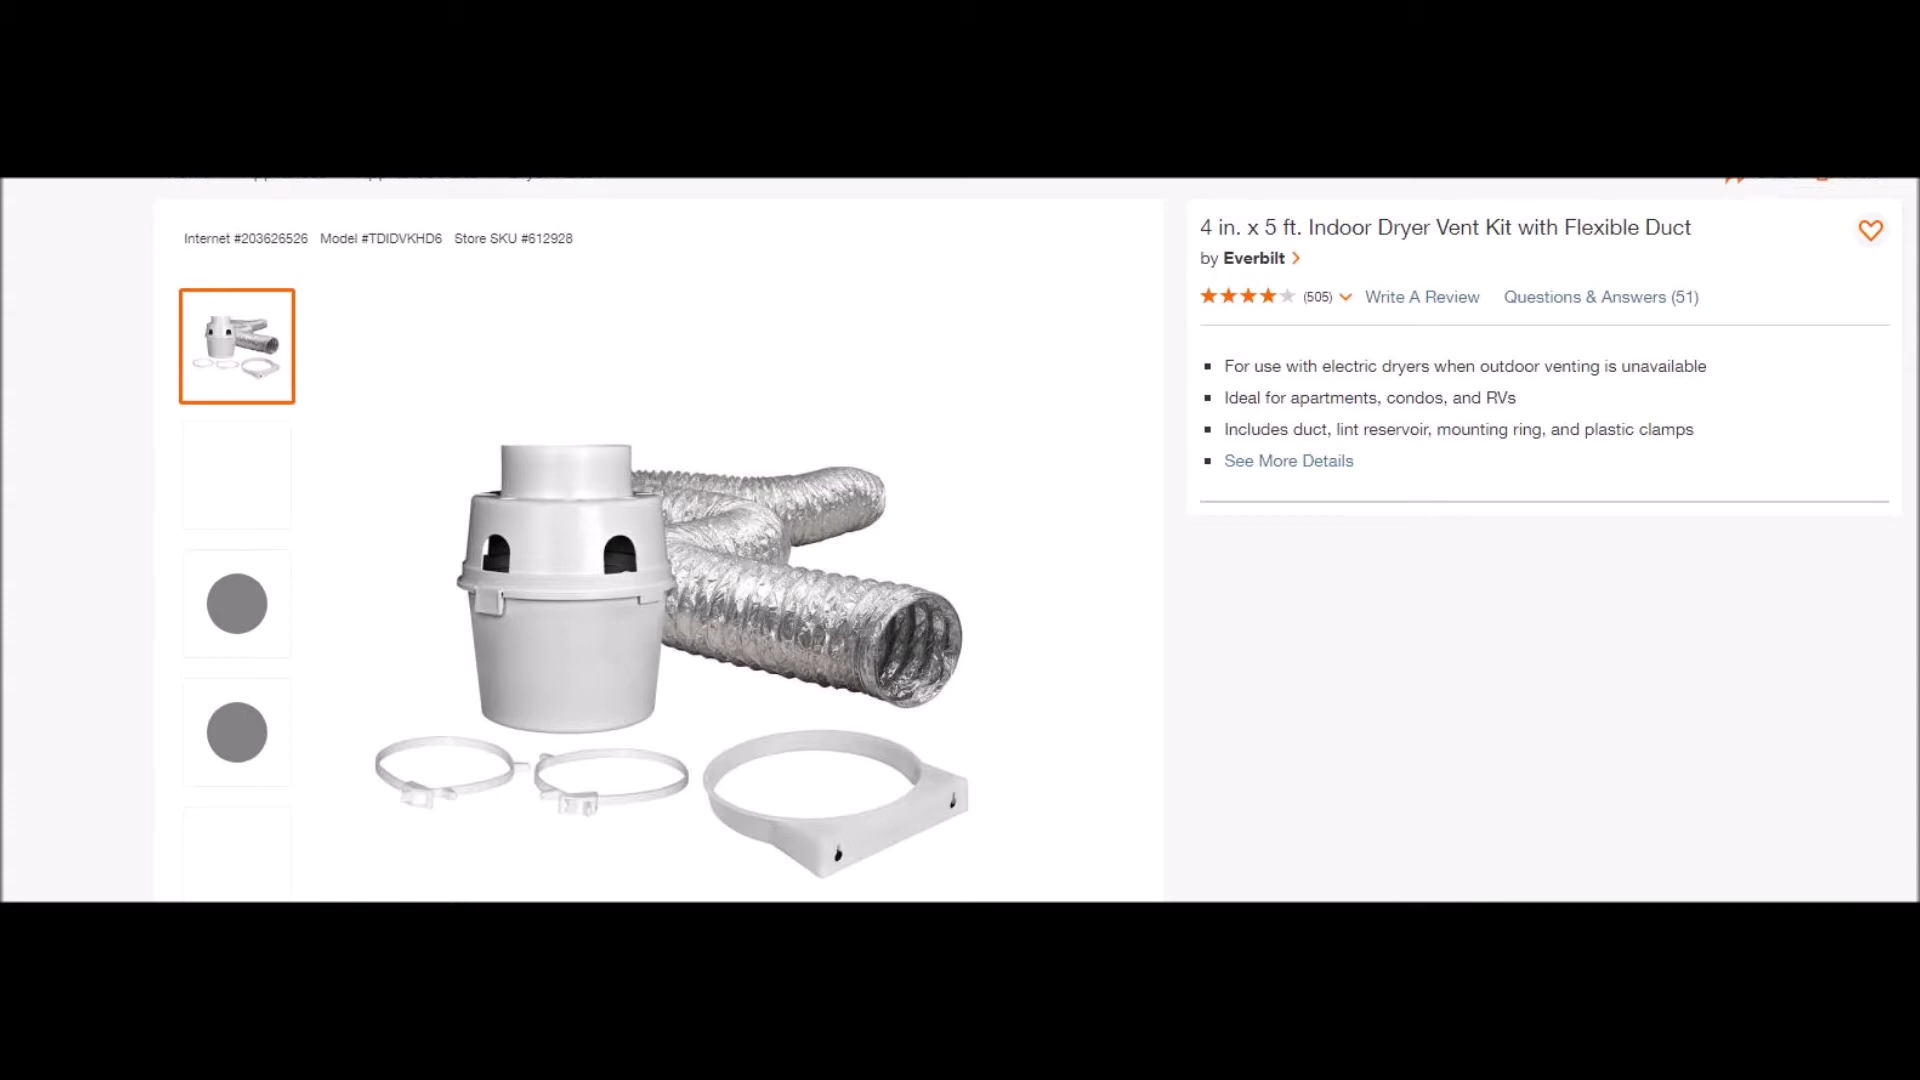 Internet #203626526 Model #TDIDVKHD6 Store SKU #612928
4 in. x 5 ft. Indoor Dryer Vent Kit with Flexible Duct
by Everbilt
(505) Write A Review Questions & Answers (51)
For use with electric dryers when outdoor venting is unavailable
Ideal for apartments, condos, and RVs
Includes duct, lint reservoir, mounting ring, and plastic clamps
See More Details